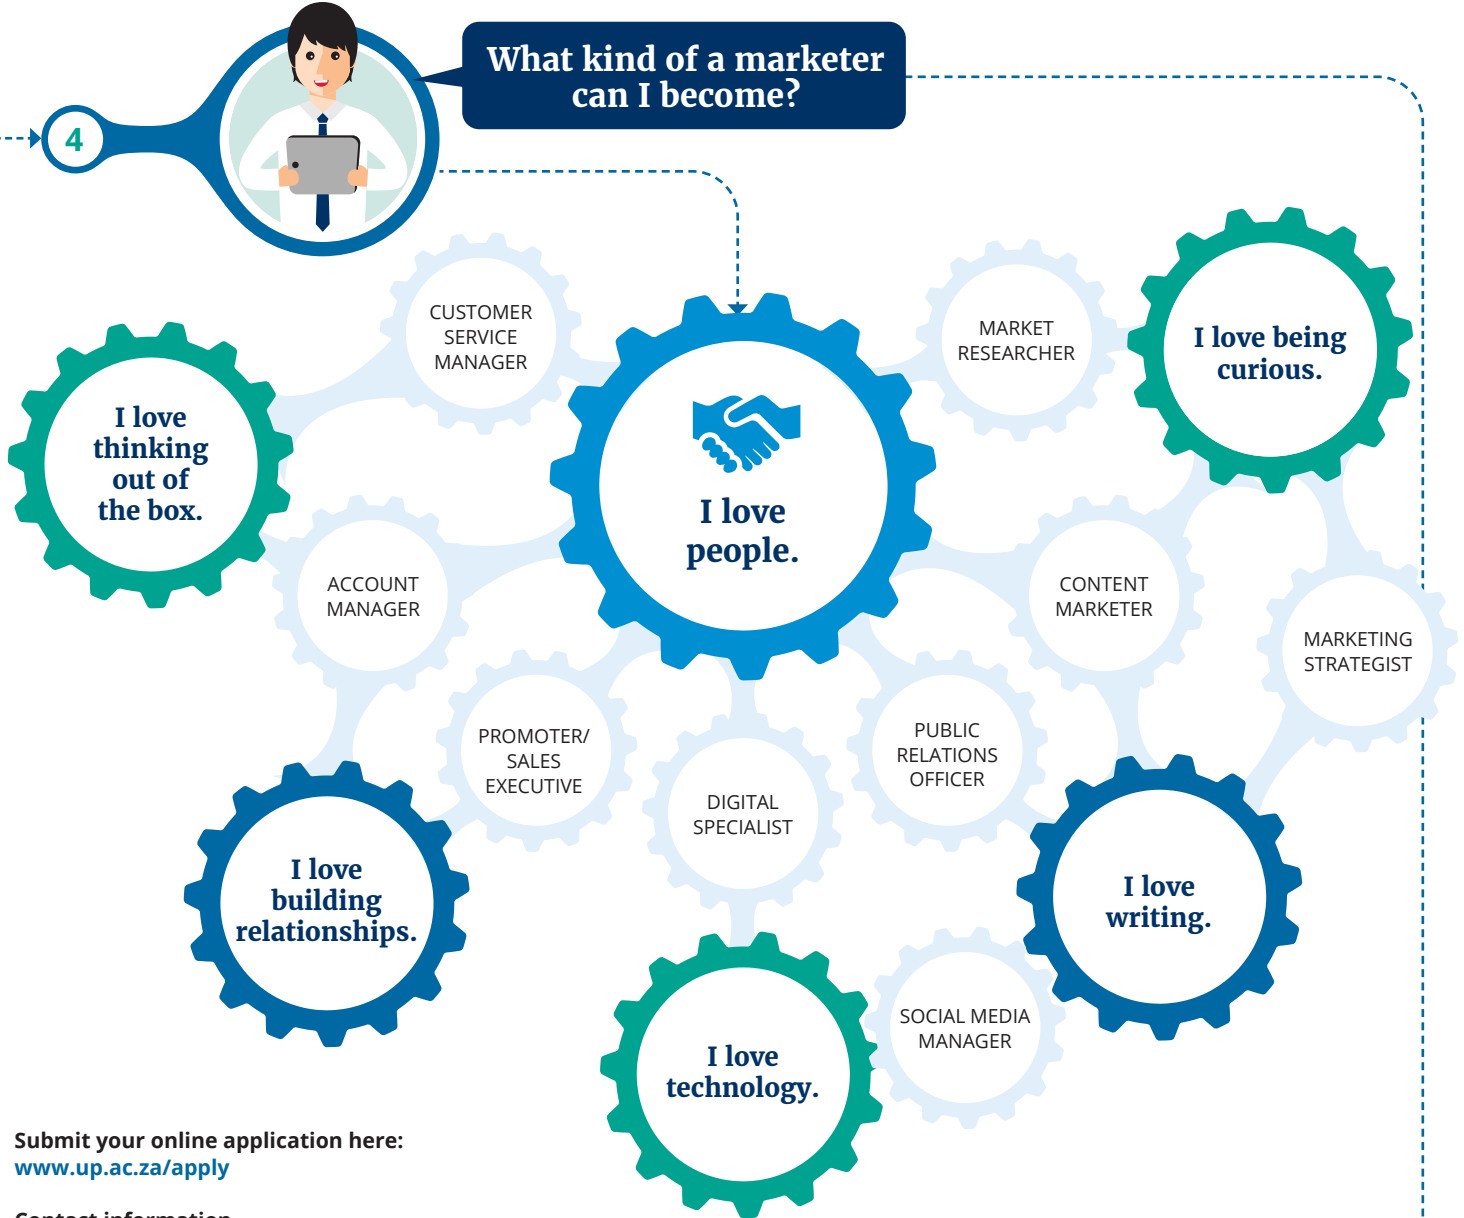 What kind of a marketer
can I become?
4
CUSTOMER
SERVICE
MANAGER
MARKET
RESEARCHER
I love being
curious.
I love
thinking
out of
the box.
I love
people.
ACCOUNT
MANAGER
CONTENT
MARKETER
MARKETING
STRATEGIST
PROMOTER/
SALES
EXECUTIVE
DIGITAL
SPECIALIST
PUBLIC
RELATIONS
OFFICER
I love
building
relationships.
I love
writing.
I love
technology.
SOCIAL MEDIA
MANAGER
Submit your online application here:
www.up.ac.za/apply
Contact information